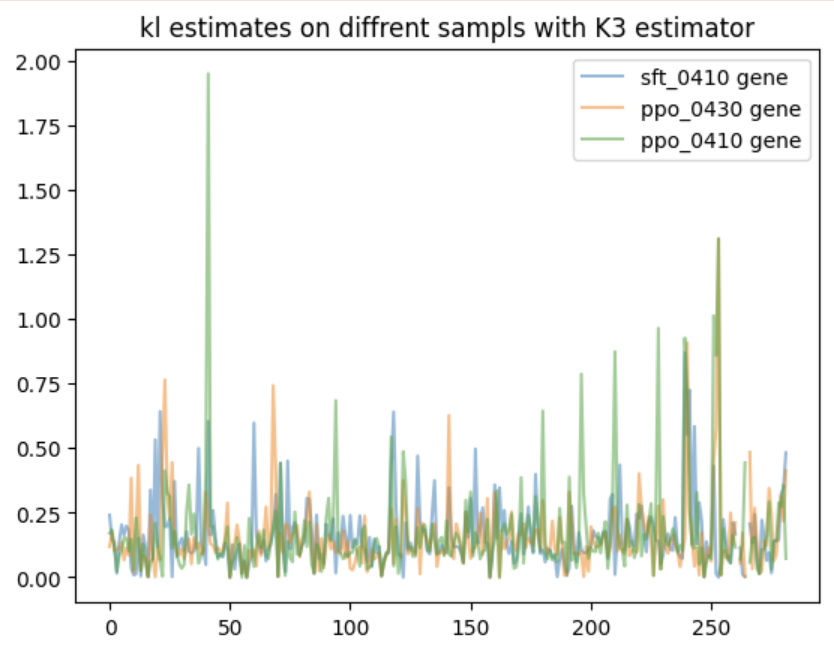 kl estimates on diffrent sampls with K3 estimator
2.00
1.75
1.50
1.25
1.00
0.75
0.50
0.25
0.00
sft_0410 gene
ppo_0430 gene
ppo_0410 gene
0 50 100 150 200 250